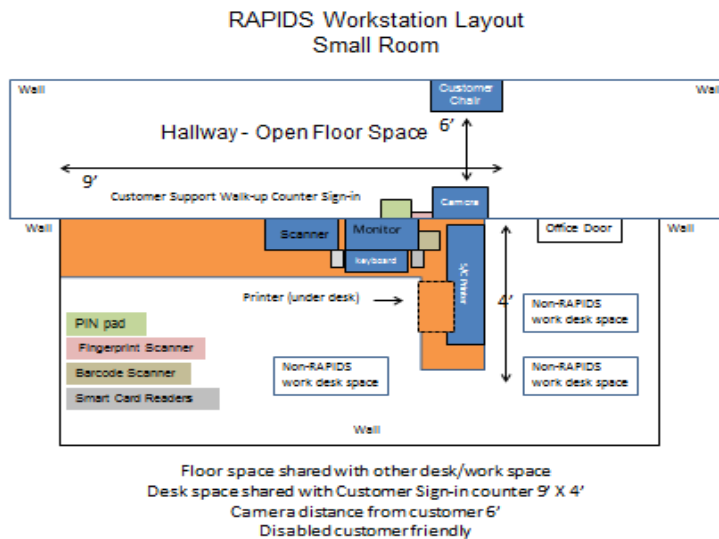 RAPIDS Workstation Layout
Small Room
Wall
Customer
Chair
Wall
Hallway - Open Floor Space
6’
9’
Customer Support Walk-up Counter Sign-in
Camera
Wall
Scanner
Monitor
Office Door
Wall
keyboard
S/C Printer
Printer (under desk)
4’
Non-RAPIDS
work desk space
PIN pad
Fingerprint Scanner
Barcode Scanner
Smart Card Readers
Non-RAPIDS
work desk space
Non-RAPIDS
work desk space
Wall
Floor space shared with other desk/work space
Desk space shared with Customer Sign-in counter 9’ X 4’
Camera distance from customer 6’
Disabled customer friendly